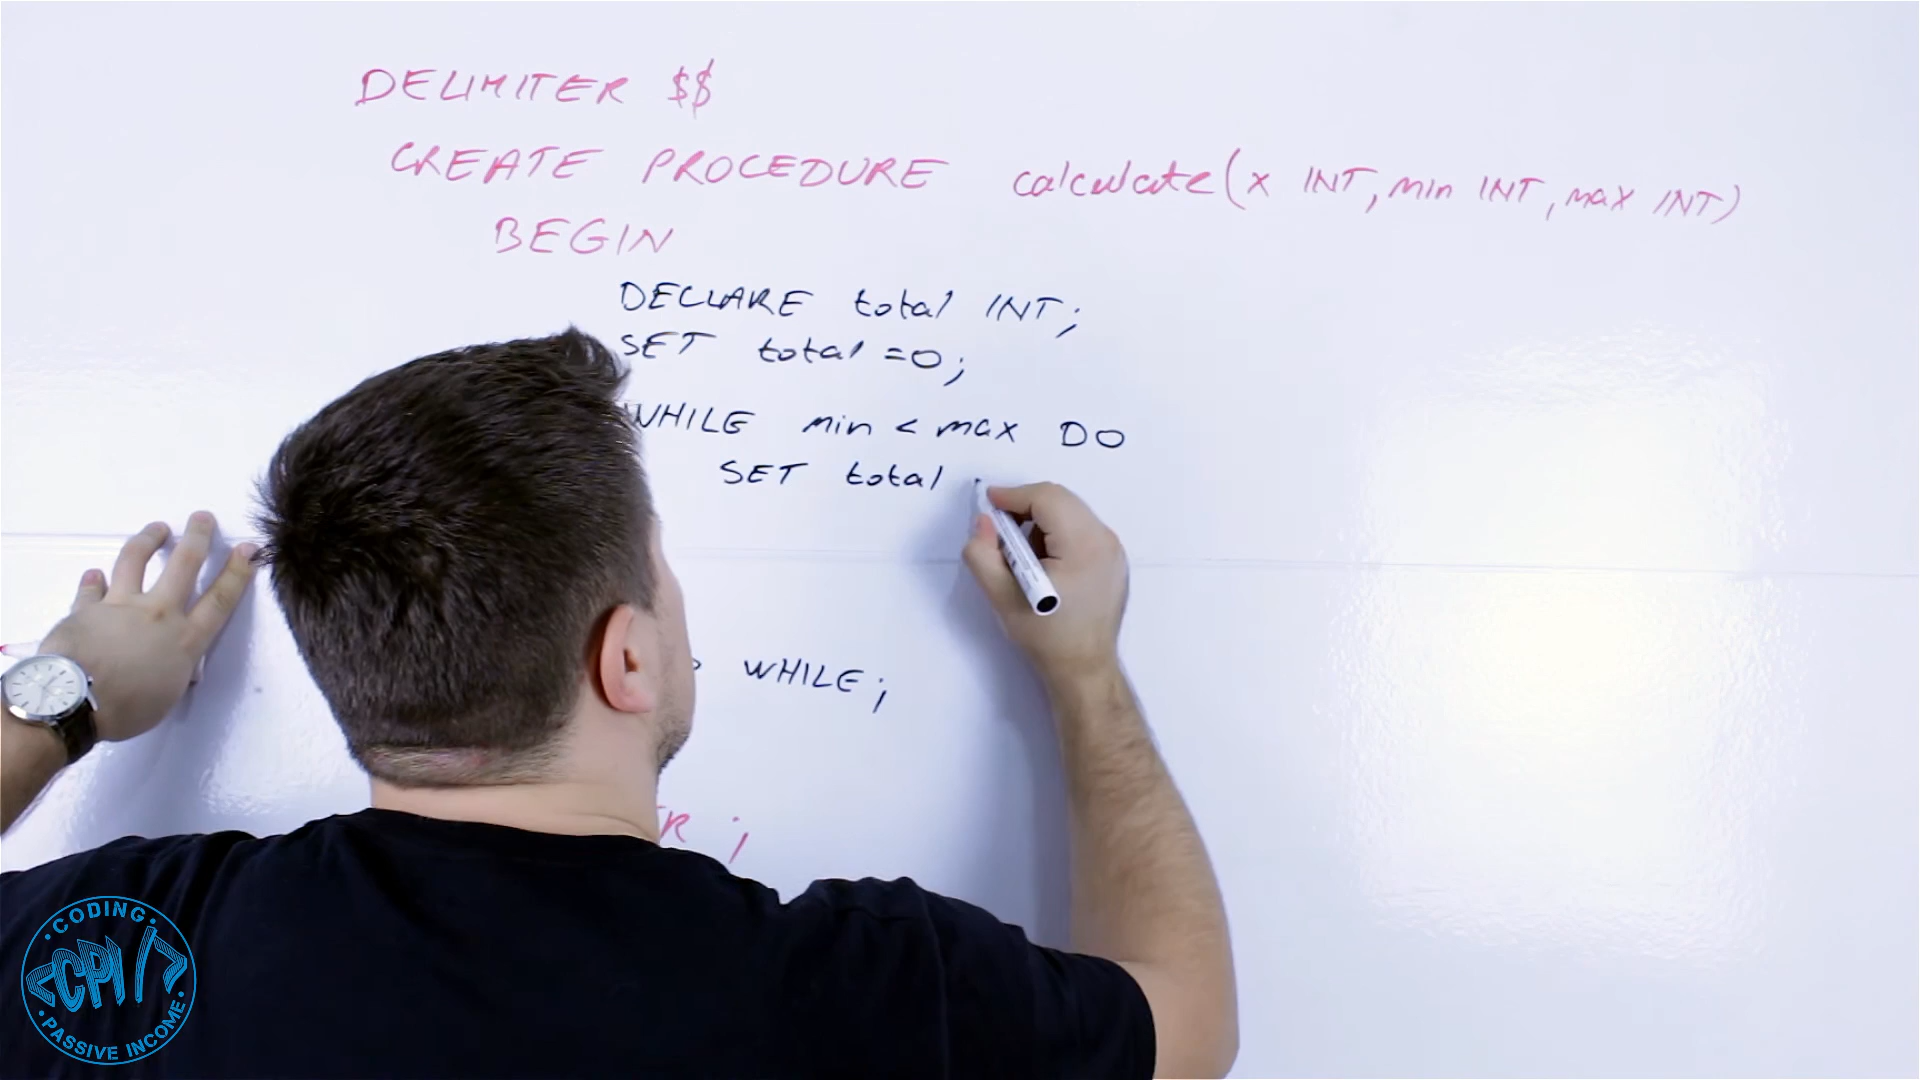 DELIMITER $$
CREATE PROCEDURE calculate(x INT, min INT, max INT)
BEGIN
DECLARE total INT;
SET total =0;
WHILE min < max DO
SET total
WHILE;
;
CODING
<CPI/>
PASSIVE INCOME